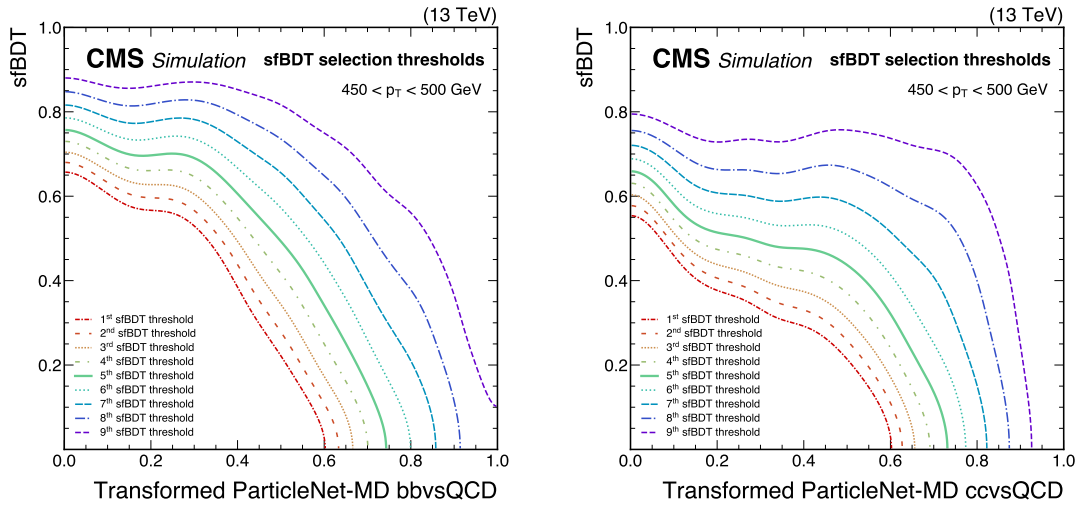 (13 TeV)
CMS Simulation
sfBDT selection thresholds
450 < pT < 500 GeV
sfBDT
1.0
0.8
0.6
0.4
0.2
1st sfBDT threshold
2nd sfBDT threshold
3rd sfBDT threshold
4th sfBDT threshold
5th sfBDT threshold
6th sfBDT threshold
7th sfBDT threshold
8th sfBDT threshold
9th sfBDT threshold
0.0 0.2 0.4 0.6 0.8 1.0
Transformed ParticleNet-MD bbvsQCD
(13 TeV)
CMS Simulation
sfBDT selection thresholds
450 < pT < 500 GeV
sfBDT
1.0
0.8
0.6
0.4
0.2
1st sfBDT threshold
2nd sfBDT threshold
3rd sfBDT threshold
4th sfBDT threshold
5th sfBDT threshold
6th sfBDT threshold
7th sfBDT threshold
8th sfBDT threshold
9th sfBDT threshold
0.0 0.2 0.4 0.6 0.8 1.0
Transformed ParticleNet-MD ccvsQCD